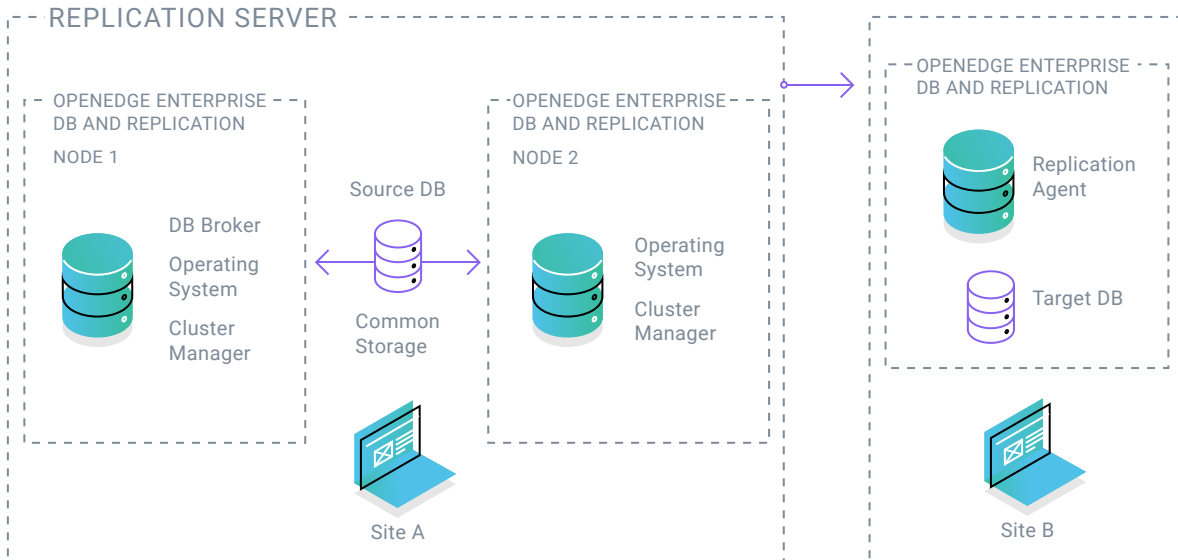 REPLICATION SERVER
OPENEDGE ENTERPRISE
DB AND REPLICATION
NODE 1
DB Broker
Operating
System
Cluster
Manager
Source DB
Common
Storage
OPENEDGE ENTERPRISE
DB AND REPLICATION
NODE 2
Operating
System
Cluster
Manager
Site A
OPENEDGE ENTERPRISE
DB AND REPLICATION
Replication
Agent
Target DB
Site B